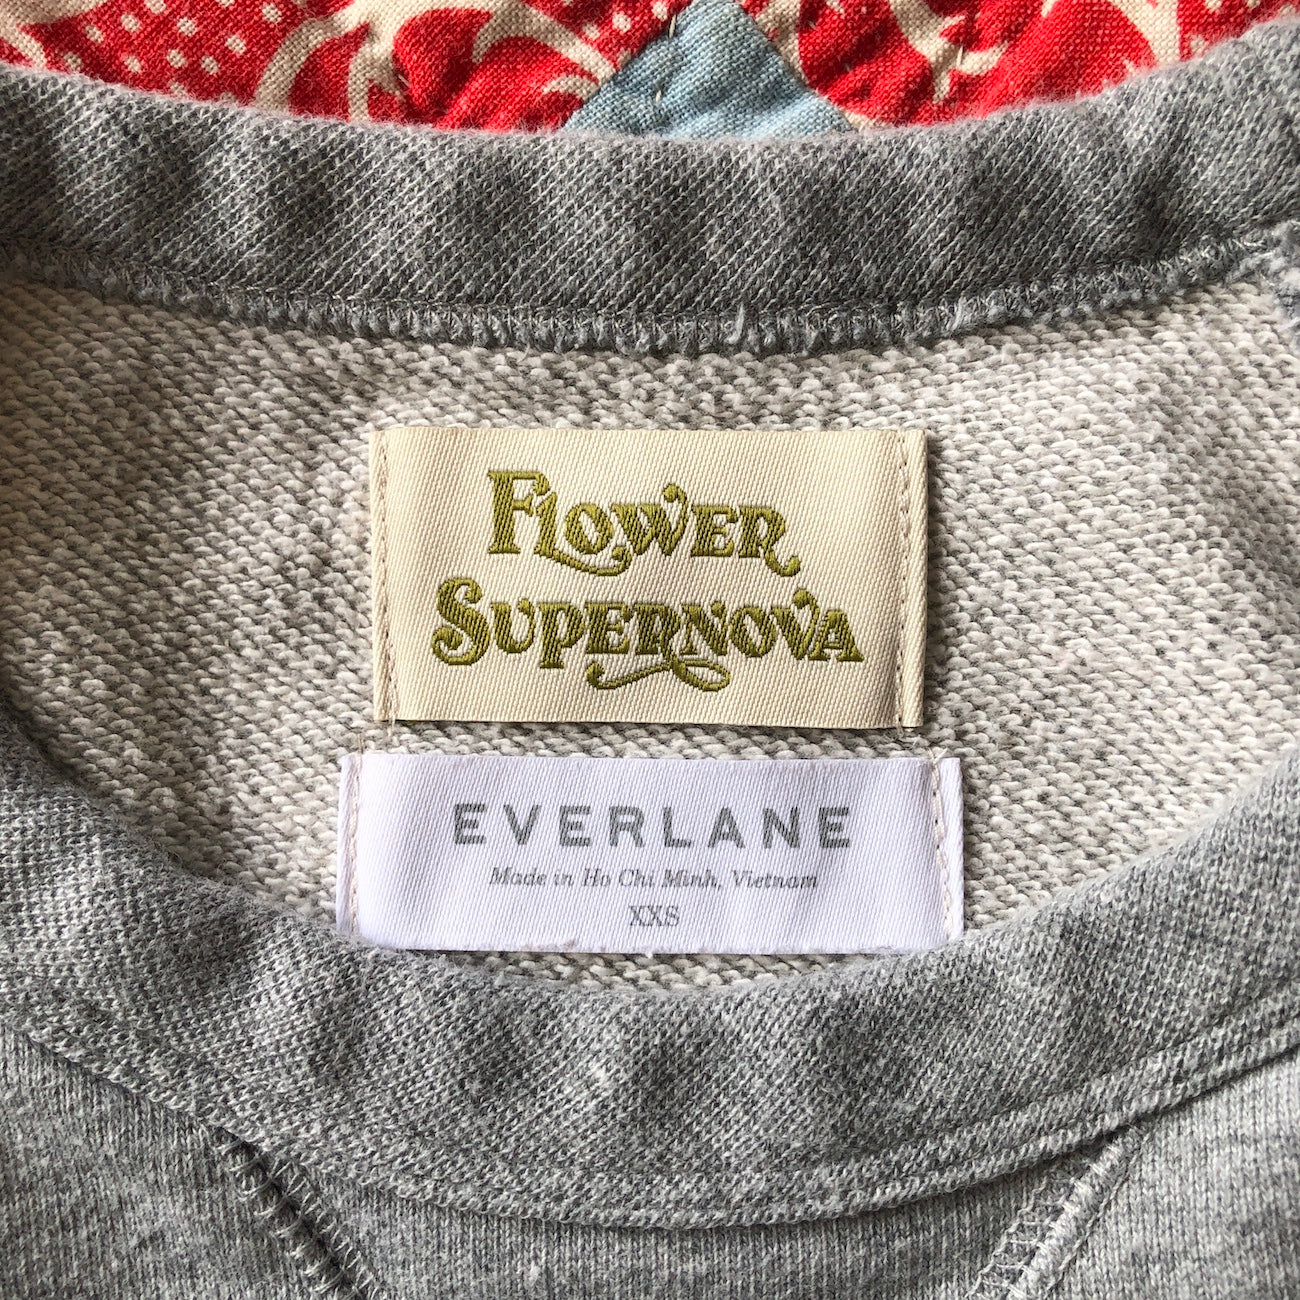 FLOWER
SUPERNOVA
EVERLANE
Made in Ho Chi Minh, Vietnam
XXS